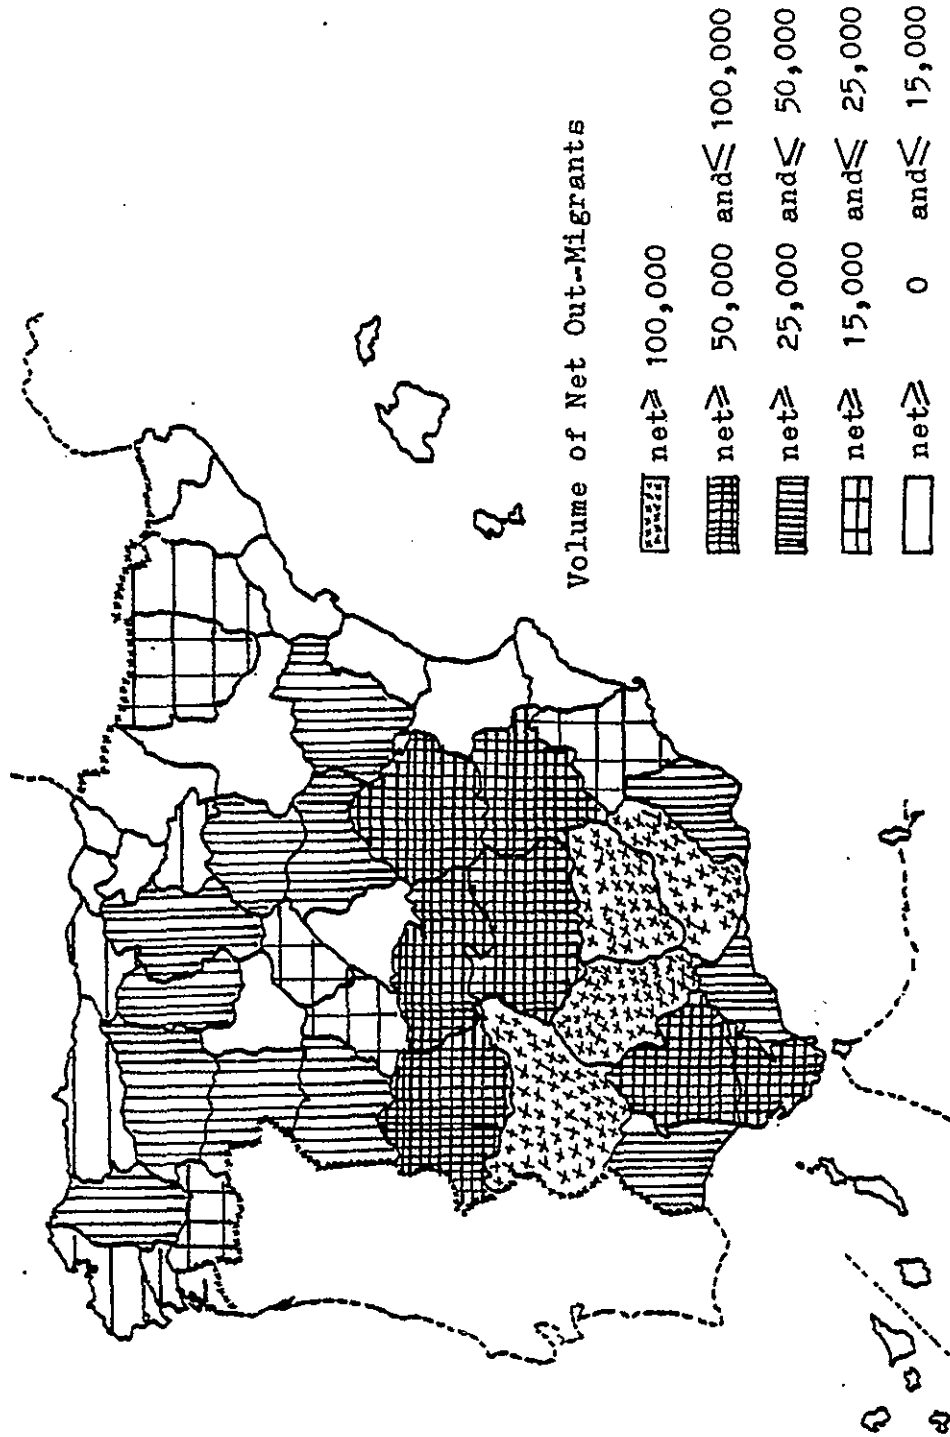 Volume of Net Out-Migrants
net≥ 100,000
net≥ 50,000 and≤ 100,000
net≥ 25,000 and≤ 50,000
net≥ 15,000 and≤ 25,000
net≥ 0 and≤ 15,000